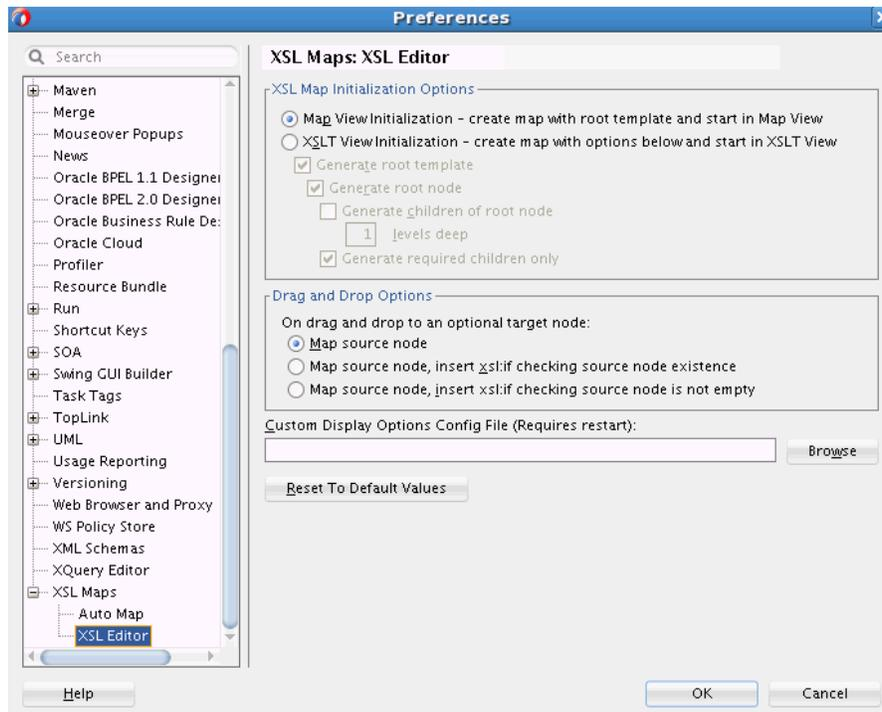 Preferences
Search
Maven
Merge
Mouseover Popups
News
Oracle BPEL 1.1 Designer
Oracle BPEL 2.0 Designer
Oracle Business Rule De:
Oracle Cloud
Profiler
Resource Bundle
Run
Shortcut Keys
SOA
Swing GUI Builder
Task Tags
TopLink
UML
Usage Reporting
Versioning
Web Browser and Proxy
WS Policy Store
XML Schemas
XQuery Editor
XSL Maps
Auto Map
XSL Editor
XSL Maps: XSL Editor
XSL Map Initialization Options
Map View Initialization - create map with root template and start in Map View
XSLT View Initialization - create map with options below and start in XSLT View
Generate root template
Generate root node
Generate children of root node
1 levels deep
Generate required children only
Drag and Drop Options
On drag and drop to an optional target node:
Map source node
Map source node, insert xsl:if checking source node existence
Map source node, insert xsl:if checking source node is not empty
Custom Display Options Config File (Requires restart):
Browse
Reset To Default Values
Help
OK
Cancel